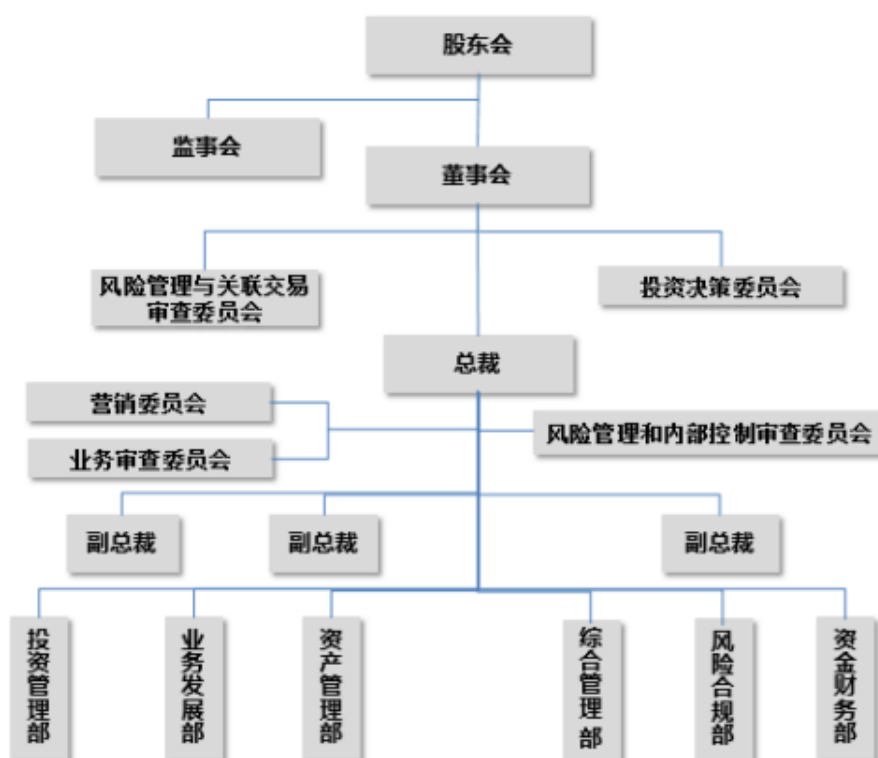 股东会
监事会
董事会
风险管理与关联交易
审查委员会
投资决策委员会
总裁
营销委员会
风险管理和内部控制审查委员会
业务审查委员会
副总裁
副总裁
副总裁
投资管理部
业务发展部
资产管理部
综合管理部
风险合规部
资金财务部